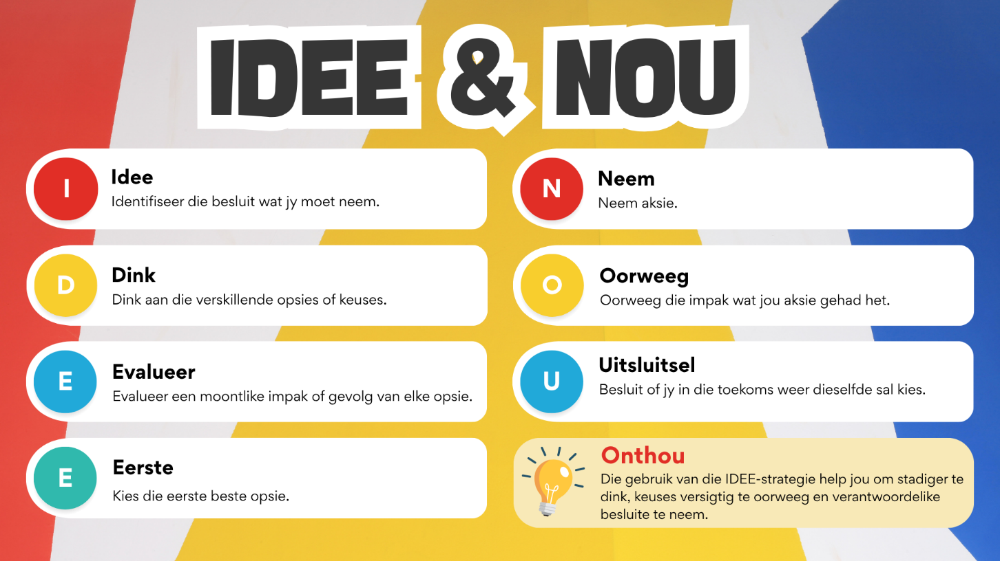 IDEE & NOU
I
Idee
Identifiseer die besluit wat jy moet neem.
D
Dink
Dink aan die verskillende opsies of keuses.
E
Evalueer
Evalueer een moontlike impak of gevolg van elke opsie.
E
Eerste
Kies die eerste beste opsie.
N
Neem
Neem aksie.
O
Oorweeg
Oorweeg die impak wat jou aksie gehad het.
U
Uitsluitsel
Besluit of jy in die toekoms weer dieselfde sal kies.
Onthou
Die gebruik van die IDEE-strategie help jou om stadiger te
dink, keuses versigtig te oorweeg en verantwoordelike
besluite te neem.